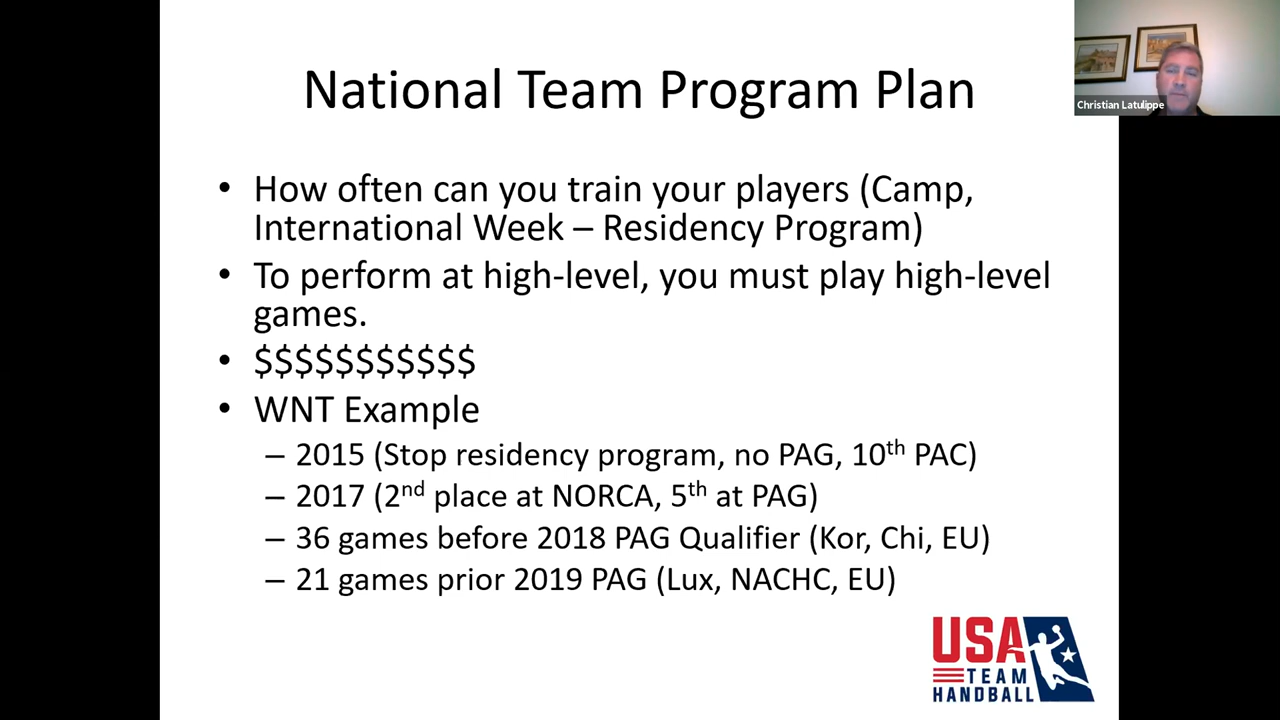 National Team Program Plan
Christian Latulippe
• How often can you train your players (Camp,
International Week – Residency Program)
• To perform at high-level, you must play high-level
games.
• $$$$$$$$$$$
• WNT Example
– 2015 (Stop residency program, no PAG, 10th PAC)
– 2017 (2nd place at NORCA, 5th at PAG)
– 36 games before 2018 PAG Qualifier (Kor, Chi, EU)
– 21 games prior 2019 PAG (Lux, NACHC, EU)
USA
TEAM
HANDBALL